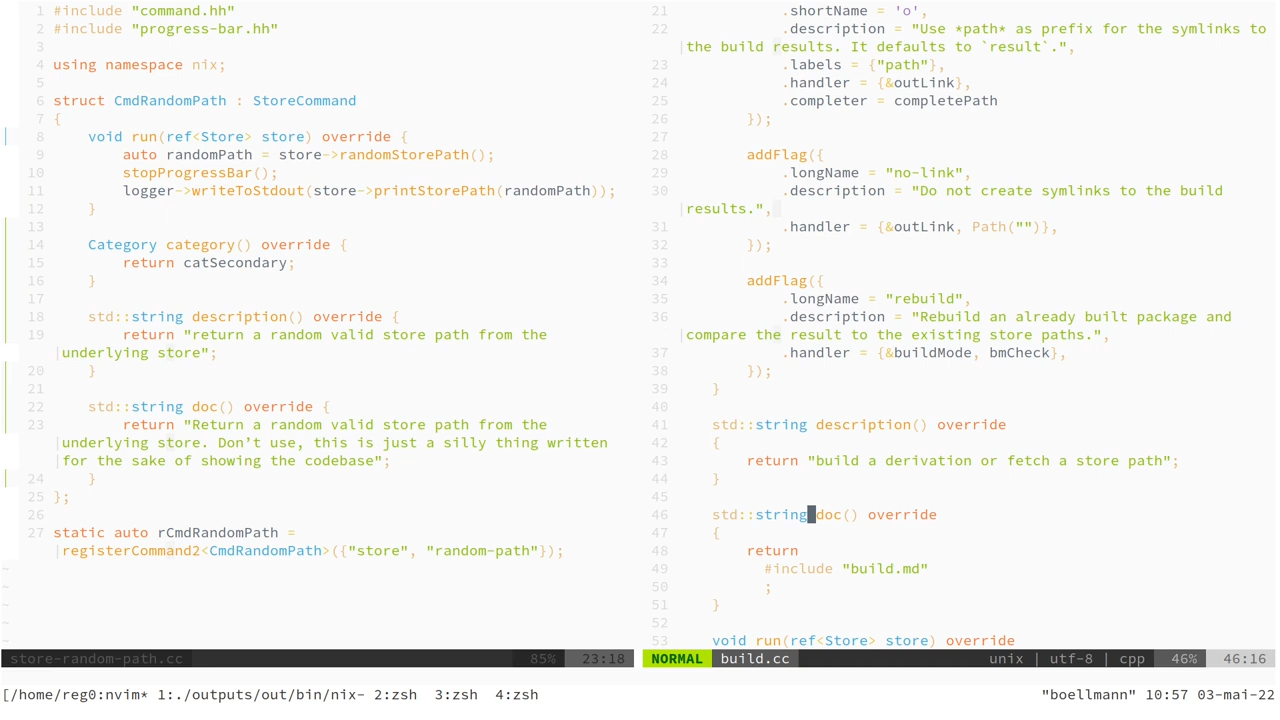 1 #include "command.hh"
2 #include "progress-bar.hh"
3
4 using namespace nix;
5
6 struct CmdRandomPath : StoreCommand
7 {
8     void run(ref<Store> store) override {
9         auto randomPath = store->randomStorePath();
10         stopProgressBar();
11         logger->writeToStdout(store->printStorePath(randomPath));
12     }
13
14     Category category() override {
15         return catSecondary;
16     }
17
18     std::string description() override {
19         return "return a random valid store path from the
|underlying store";
20     }
21
22     std::string doc() override {
23         return "Return a random valid store path from the
|underlying store. Don’t use, this is just a silly thing written
|for the sake of showing the codebase";
24     }
25 };
26
27 static auto rCmdRandomPath =
|registerCommand2<CmdRandomPath>({"store", "random-path"});
~
~
~
~
~
store-random-path.cc 85% 23:18
21             .shortName = 'o',
22             .description = "Use *path* as prefix for the symlinks to
|the build results. It defaults to `result`.",
23             .labels = {"path"},
24             .handler = {&outLink},
25             .completer = completePath
26         });
27
28         addFlag({
29             .longName = "no-link",
30             .description = "Do not create symlinks to the build
|results.",
31             .handler = {&outLink, Path("")},
32         });
33
34         addFlag({
35             .longName = "rebuild",
36             .description = "Rebuild an already built package and
|compare the result to the existing store paths.",
37             .handler = {&buildMode, bmCheck},
38         });
39     }
40
41     std::string description() override
42     {
43         return "build a derivation or fetch a store path";
44     }
45
46     std::string doc() override
47     {
48         return
49           #include "build.md"
50           ;
51     }
52
53     void run(ref<Store> store) override
NORMAL build.cc unix | utf-8 | cpp 46% 46:16
[/home/reg0:nvim* 1:./outputs/out/bin/nix- 2:zsh  3:zsh  4:zsh "boellmann" 10:57 03-mai-22